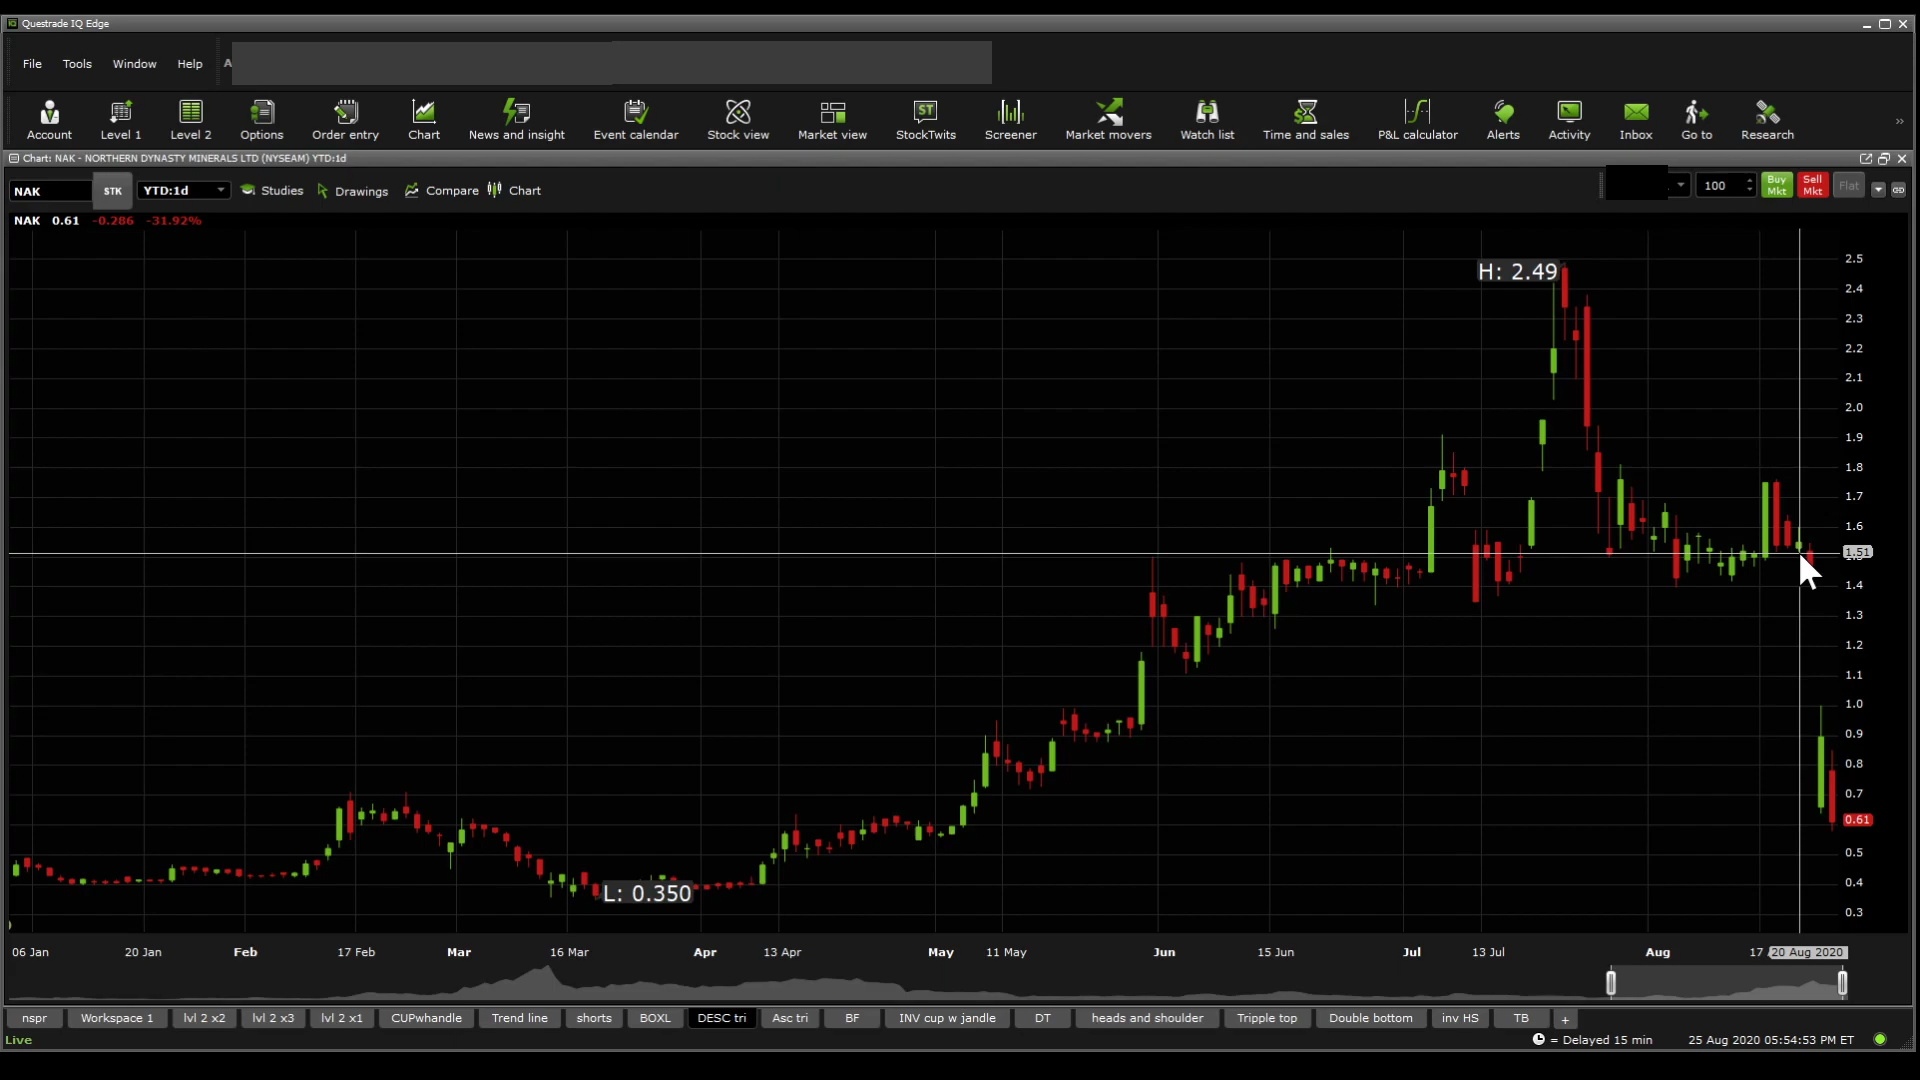 Questrade IQ Edge
File Tools Window Help A
Account Level 1 Level 2 Options Order entry Chart News and insight Event calendar Stock view Market view StockTwits Screener Market movers Watch list Time and sales P&L calculator Alerts Activity Inbox Go to Research »
Chart: NAK - NORTHERN DYNASTY MINERALS LTD (NYSEAM) YTD:1d
NAK STK YTD:1d Studies Drawings Compare Chart 100 Buy Mkt Sell Mkt Flat
NAK 0.61 -0.286 -31.92%
2.5
H: 2.49
2.4
2.3
2.2
2.1
2.0
1.9
1.8
1.7
1.6
1.51
1.4
1.3
1.2
1.1
1.0
0.9
0.8
0.7
0.61
0.5
0.4
L: 0.350
0.3
06 Jan 20 Jan Feb 17 Feb Mar 16 Mar Apr 13 Apr May 11 May Jun 15 Jun Jul 13 Jul Aug 17 20 Aug 2020
nspr Workspace 1 lvl 2 x2 lvl 2 x3 lvl 2 x1 CUPwhandle Trend line shorts BOXL DESC tri Asc tri BF INV cup w jandle DT heads and shoulder Tripple top Double bottom inv HS TB +
Live = Delayed 15 min 25 Aug 2020 05:54:53 PM ET